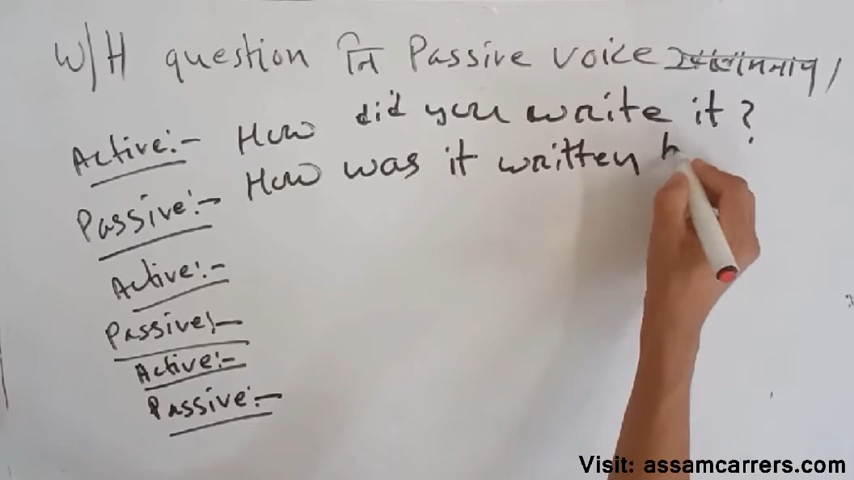 W/H question Passive voice
Active:- How did you write it?
Passive:- How was it written b
Active:-
Passive:-
Active:-
Passive:-
Visit: assamcarrers.com